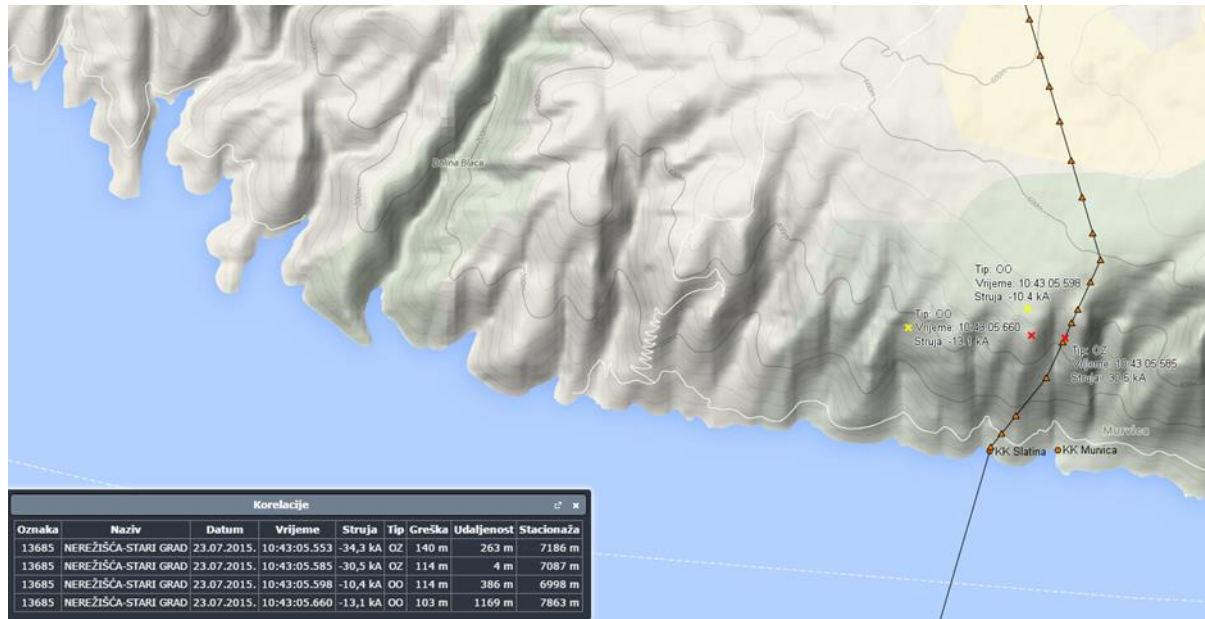 600m
600m
Dolina Blaca
Tip: OO
Vrijeme: 10:43:05.598
Struja: -10.4 kA
Tip: OO
Vrijeme: 10:43:05.660
Struja: -13.1 kA
Tip: OZ
Vrijeme: 10:43:05.585
Struja: -30.5 kA
Murvica
KK Slatina
KK Murvica
Korelacije
Oznaka Naziv Datum Vrijeme Struja Tip Greška Udaljenost Stacionaža
13685 NEREŽIŠĆA-STARI GRAD 23.07.2015. 10:43:05.553 -34,3 kA OZ 140 m 263 m 7186 m
13685 NEREŽIŠĆA-STARI GRAD 23.07.2015. 10:43:05.585 -30,5 kA OZ 114 m 4 m 7087 m
13685 NEREŽIŠĆA-STARI GRAD 23.07.2015. 10:43:05.598 -10,4 kA OO 114 m 386 m 6998 m
13685 NEREŽIŠĆA-STARI GRAD 23.07.2015. 10:43:05.660 -13,1 kA OO 103 m 1169 m 7863 m